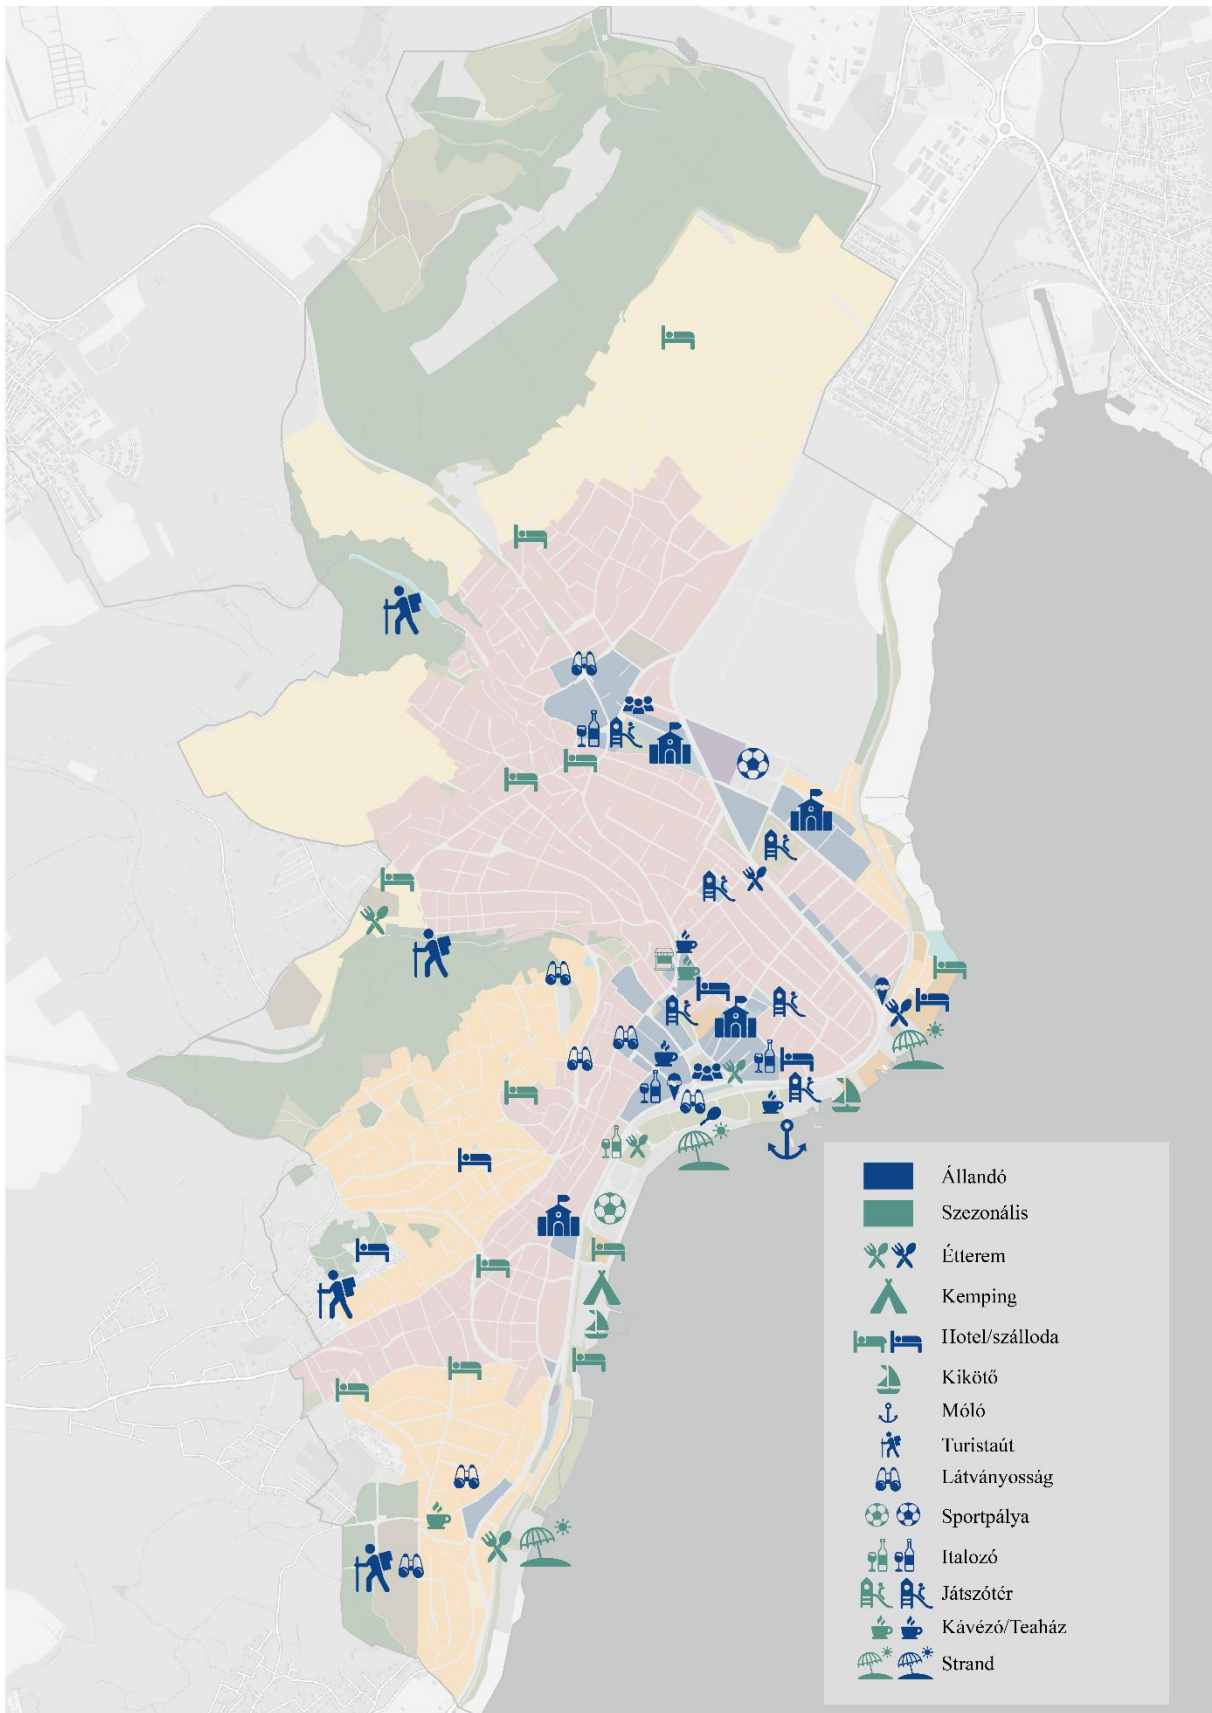 Állandó
Szezonális
Étterem
Kemping
Hotel/szálloda
Kikötő
Móló
Turistaút
Látványosság
Sportpálya
Italozó
Játszótér
Kávézó/Teaház
Strand